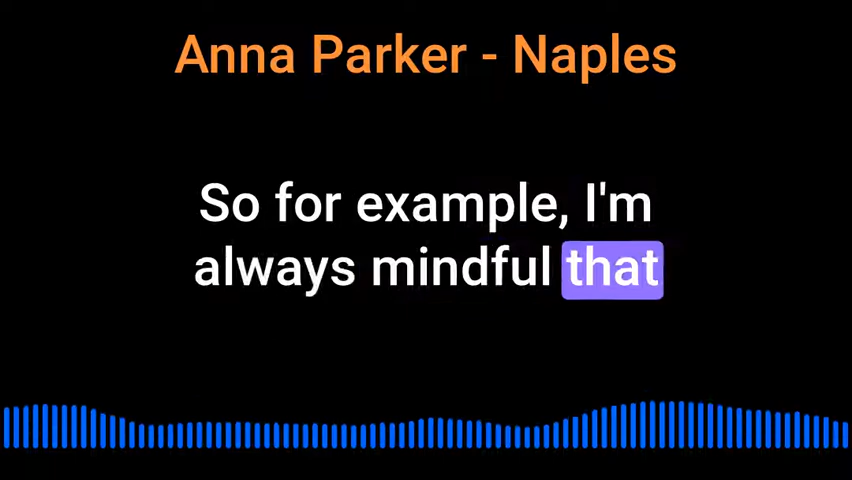 Anna Parker - Naples
So for example, I'm
always mindful that